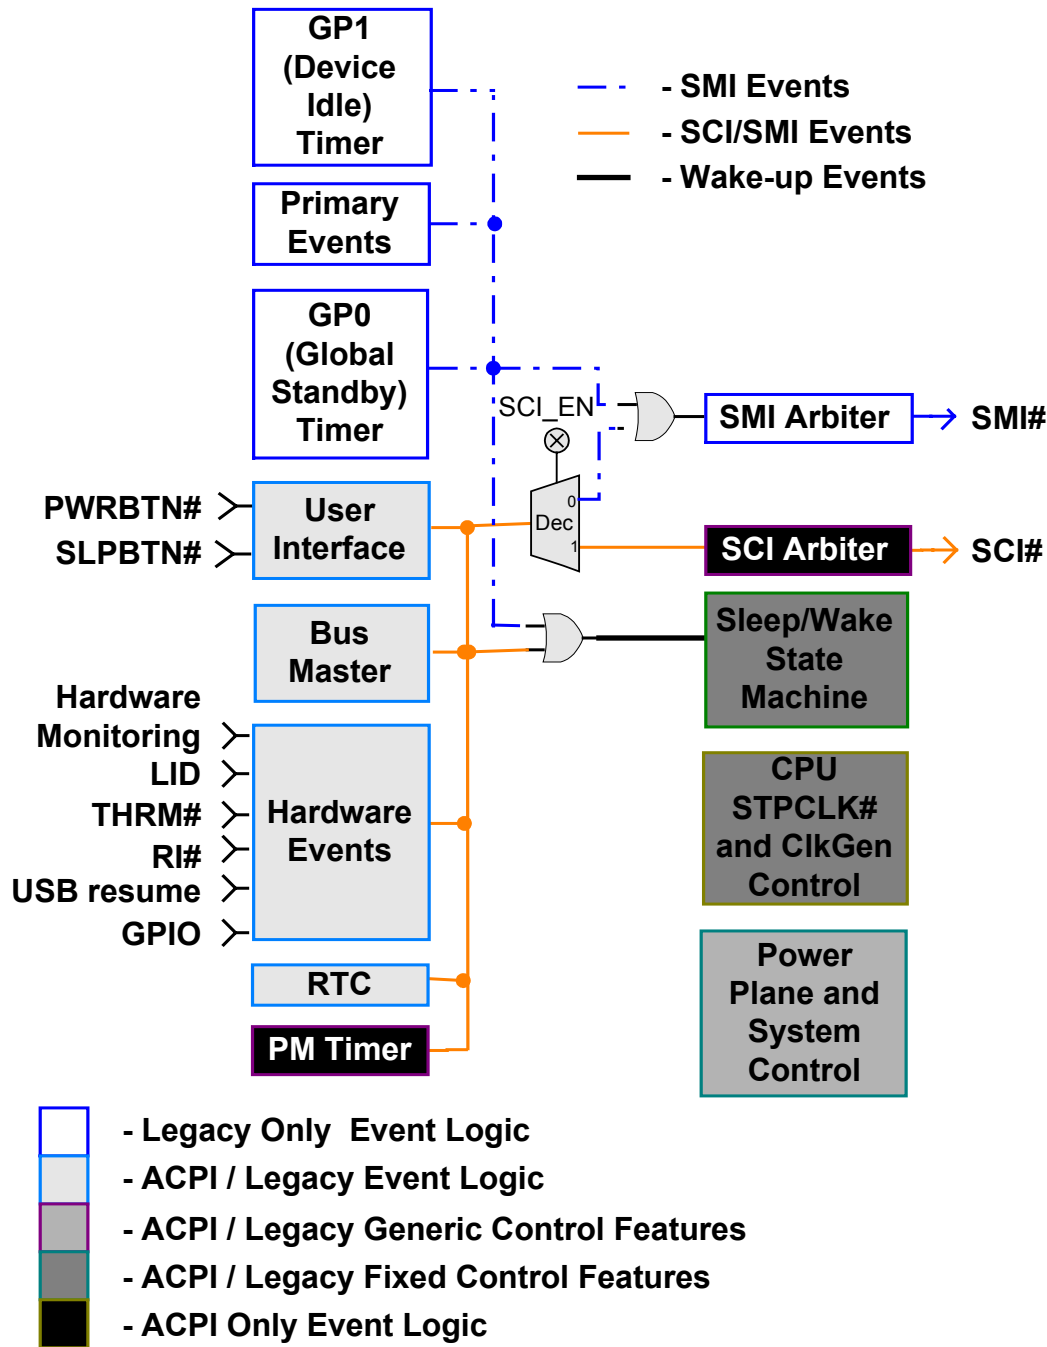 GP1
(Device
Idle)
Timer
- SMI Events
- SCI/SMI Events
- Wake-up Events
Primary
Events
GP0
(Global
Standby)
Timer
SCI_EN
SMI Arbiter
SMI#
PWRBTN#
SLPBTN#
User
Interface
0
Dec
1
SCI Arbiter
SCI#
Bus
Master
Sleep/Wake
State
Machine
Hardware
Monitoring
LID
THRM#
RI#
USB resume
GPIO
Hardware
Events
CPU
STPCLK#
and ClkGen
Control
RTC
PM Timer
Power
Plane and
System
Control
- Legacy Only  Event Logic
- ACPI / Legacy Event Logic
- ACPI / Legacy Generic Control Features
- ACPI / Legacy Fixed Control Features
- ACPI Only Event Logic